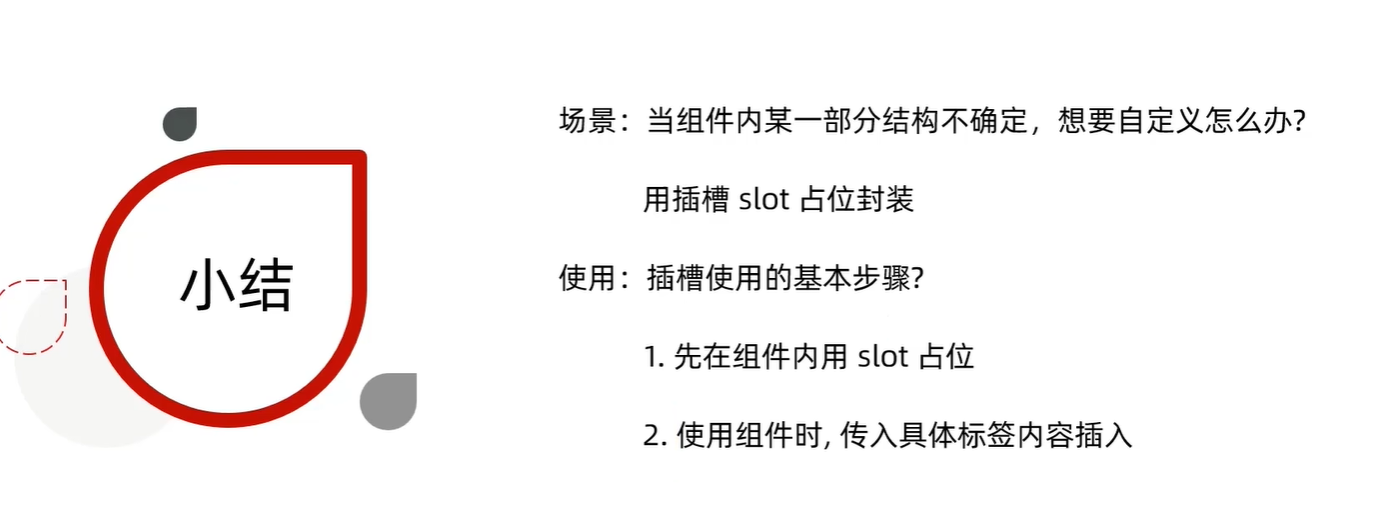 小结
场景：当组件内某一部分结构不确定，想要自定义怎么办?
用插槽 slot 占位封装
使用：插槽使用的基本步骤?
1. 先在组件内用 slot 占位
2. 使用组件时, 传入具体标签内容插入